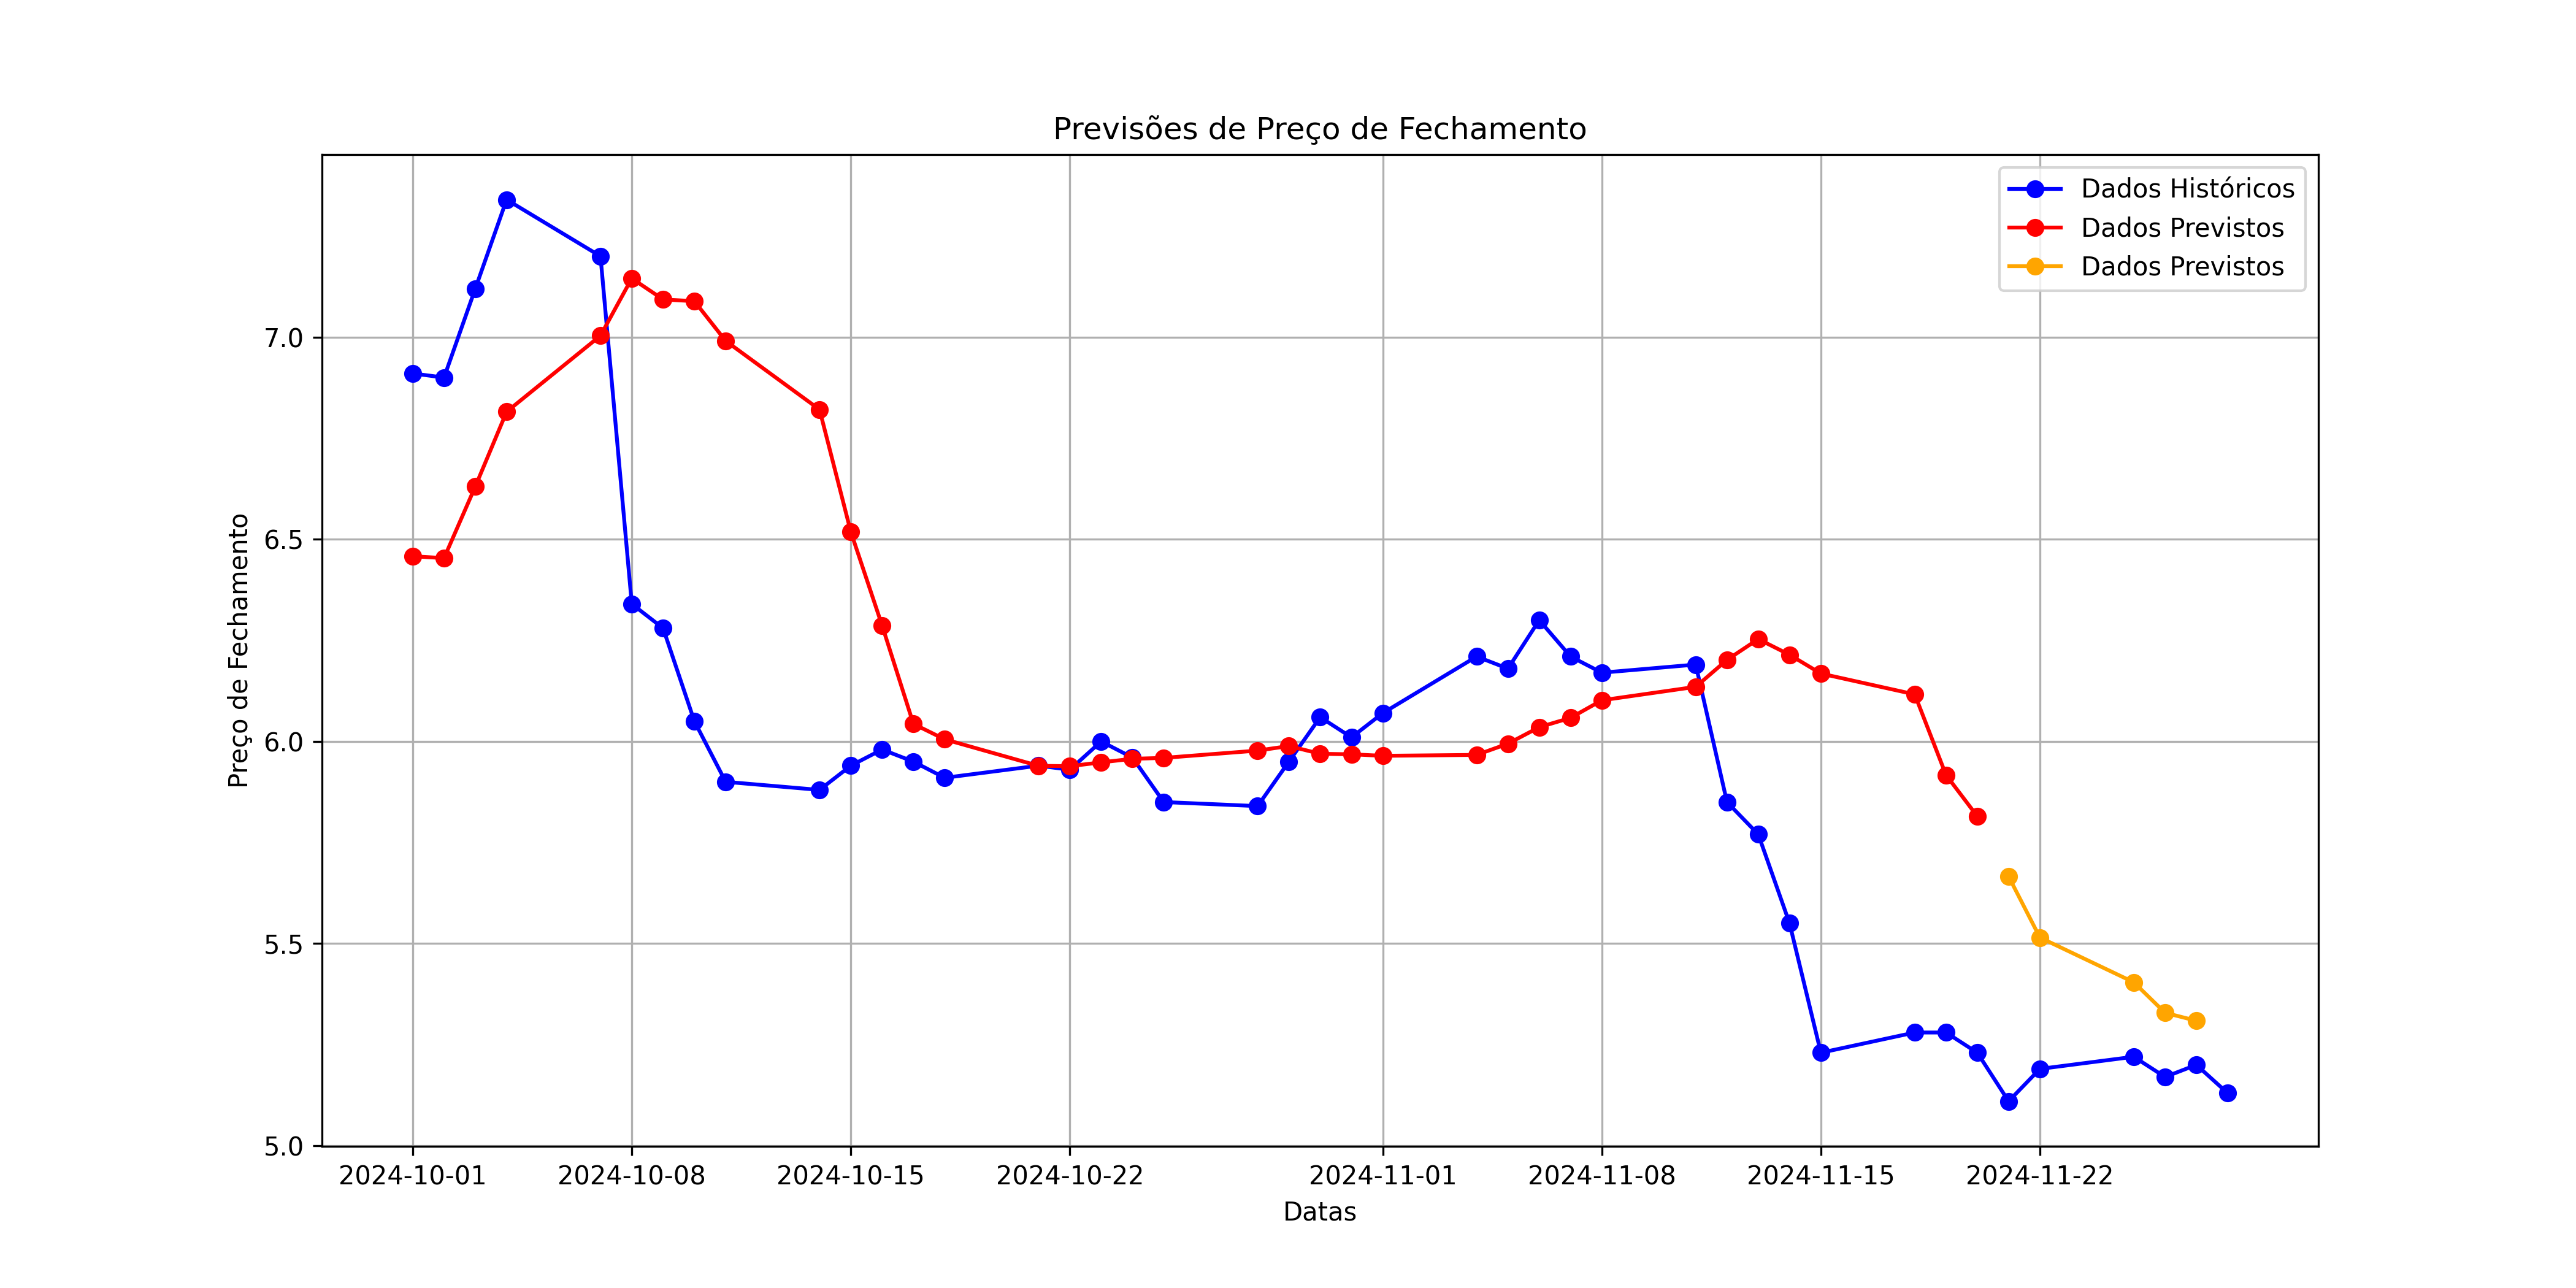 Previsões de Preço de Fechamento
Dados Históricos
Dados Previstos
Dados Previstos
Preço de Fechamento
7.0
6.5
6.0
5.5
5.0
2024-10-01 2024-10-08 2024-10-15 2024-10-22 2024-11-01 2024-11-08 2024-11-15 2024-11-22
Datas